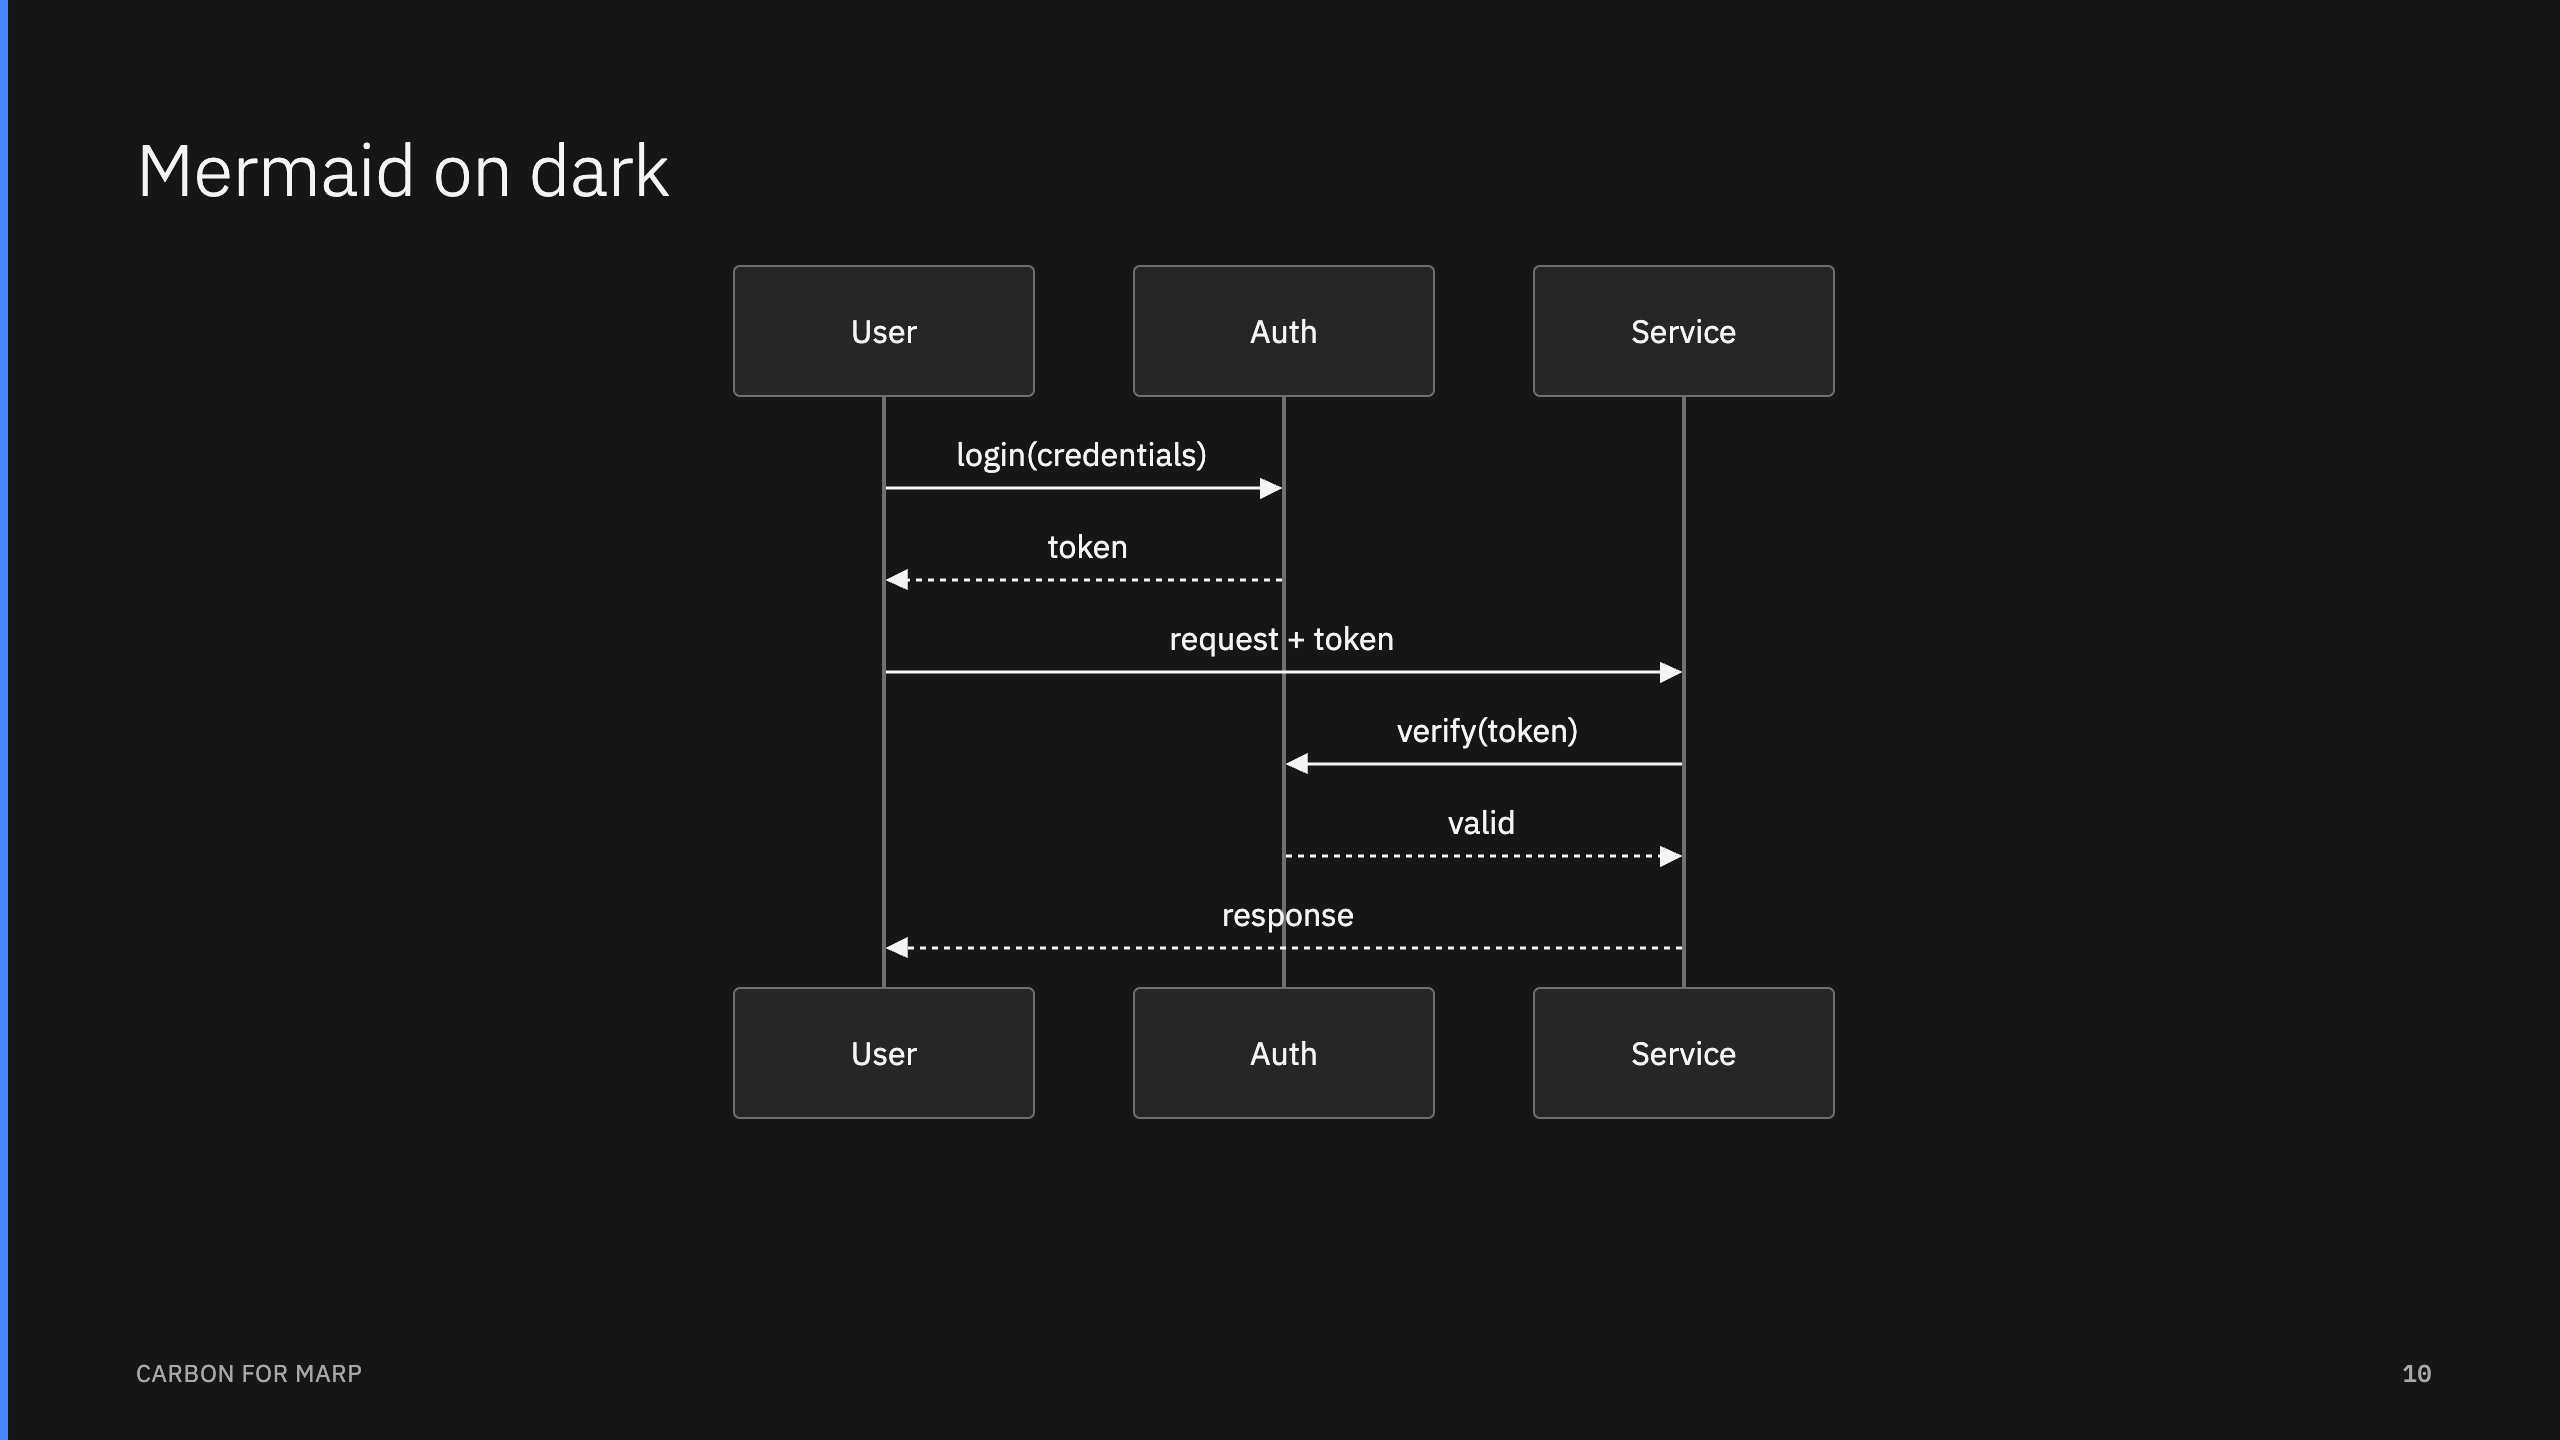 Mermaid on dark
User
Auth
Service
login(credentials)
token
request + token
verify(token)
valid
response
User
Auth
Service
CARBON FOR MARP
10